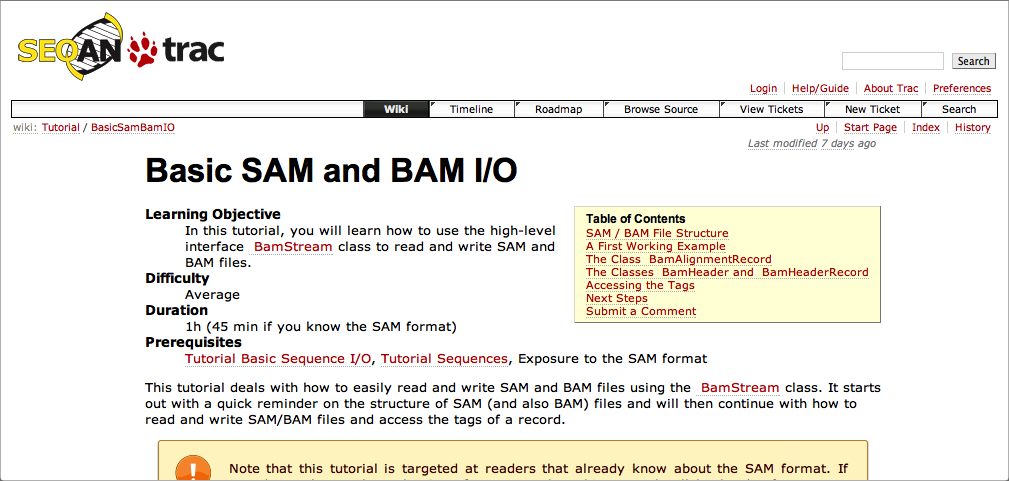 SEQAN trac
Search
Login Help/Guide About Trac Preferences
Wiki Timeline Roadmap Browse Source View Tickets New Ticket Search
wiki: Tutorial / BasicSamBamIO
Up Start Page Index History
Last modified 7 days ago
Basic SAM and BAM I/O
Learning Objective
In this tutorial, you will learn how to use the high-level
interface BamStream class to read and write SAM and
BAM files.
Difficulty
Average
Duration
1h (45 min if you know the SAM format)
Prerequisites
Tutorial Basic Sequence I/O, Tutorial Sequences, Exposure to the SAM format
Table of Contents
SAM / BAM File Structure
A First Working Example
The Class BamAlignmentRecord
The Classes BamHeader and BamHeaderRecord
Accessing the Tags
Next Steps
Submit a Comment
This tutorial deals with how to easily read and write SAM and BAM files using the BamStream class. It starts
out with a quick reminder on the structure of SAM (and also BAM) files and will then continue with how to
read and write SAM/BAM files and access the tags of a record.
Note that this tutorial is targeted at readers that already know about the SAM format. If